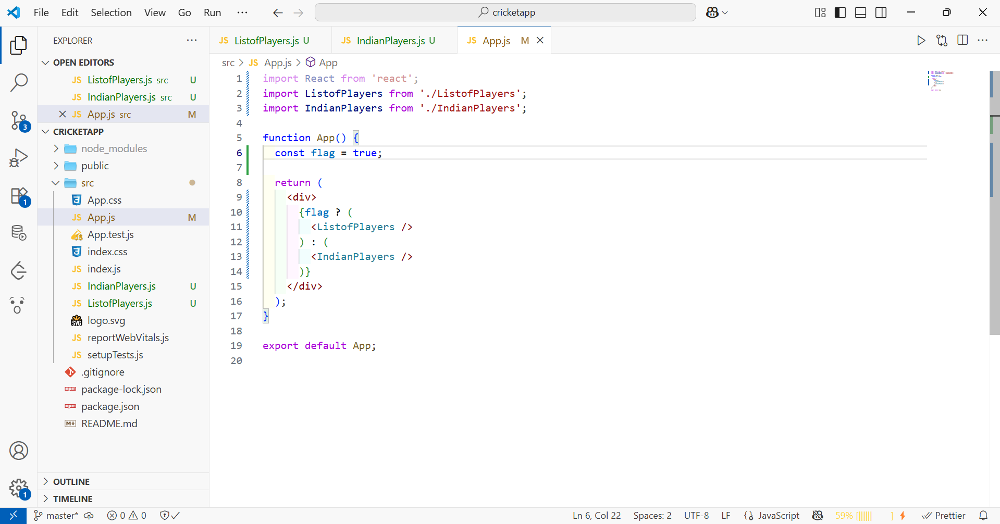 File Edit Selection View Go Run ··· cricketapp
EXPLORER ···
OPEN EDITORS
JS ListofPlayers.js src U
JS IndianPlayers.js src U
JS App.js src M
CRICKETAPP
node_modules
public
src
App.css
JS App.js M
App.test.js
index.css
JS index.js
JS IndianPlayers.js U
JS ListofPlayers.js U
SVG logo.svg
JS reportWebVitals.js
JS setupTests.js
.gitignore
npm package-lock.json
npm package.json
M README.md
OUTLINE
TIMELINE
3
1
1
JS ListofPlayers.js U JS IndianPlayers.js U JS App.js M
src > JS App.js > App
1 import React from 'react';
2 import ListofPlayers from './ListofPlayers';
3 import IndianPlayers from './IndianPlayers';
4
5 function App() {
6 const flag = true;
7
8 return (
9 <div>
10 {flag ? (
11 <ListofPlayers />
12 ) : (
13 <IndianPlayers />
14 )}
15 </div>
16 );
17 }
18
19 export default App;
20
master* 0 0 Ln 6, Col 22 Spaces: 2 UTF-8 LF {} JavaScript 59% [|||||| ] Prettier